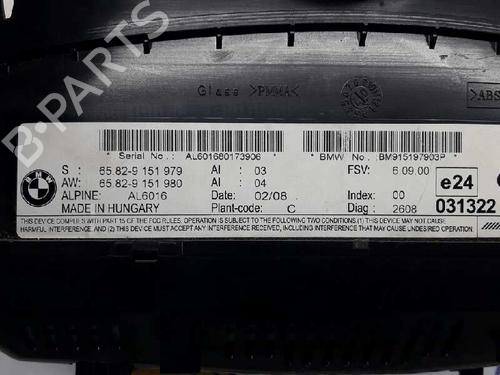 Glass >PMMA<
>ABS
* Serial No.: AL601680173906 *
* BMW No.: BM915197903P *
S : 65 82-9 151 979 AI : 03 FSV: 6 09.00
AW: 65 82-9 151 980 AI : 04
e24
ALPINE: AL6016 Date : 02/08 Index: 00
MADE IN HUNGARY Plant-code: C Diag : 2608
031322
THIS DEVICE COMPLIES WITH PART 15 OF THE FCC RULES. OPERATION IS SUBJECT TO THE FOLLOWING TWO CONDITIONS: (1) THIS DEVICE MAY NOT CAUSE
HARMFUL INTERFERENCE, AND (2) THIS DEVICE MUST ACCEPT ANY INTERFERENCE RECEIVED, INCLUDING INTERFERENCE THAT MAY CAUSE UNDESIRED OPERATION.
BMW
B-PARTS